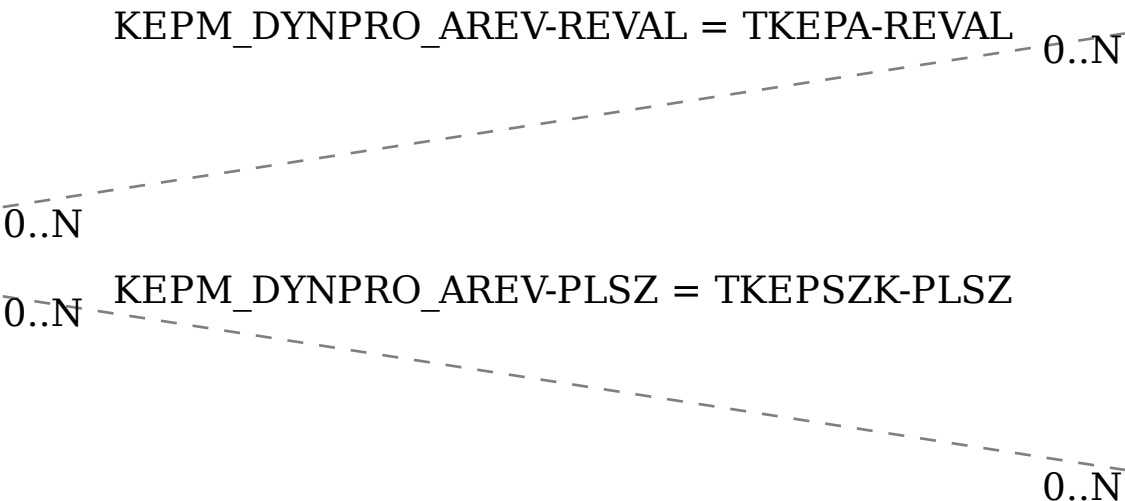 KEPM_DYNPRO_AREV-REVAL = TKEPA-REVAL
0..N
0..N
KEPM_DYNPRO_AREV-PLSZ = TKEPSZK-PLSZ
0..N
0..N